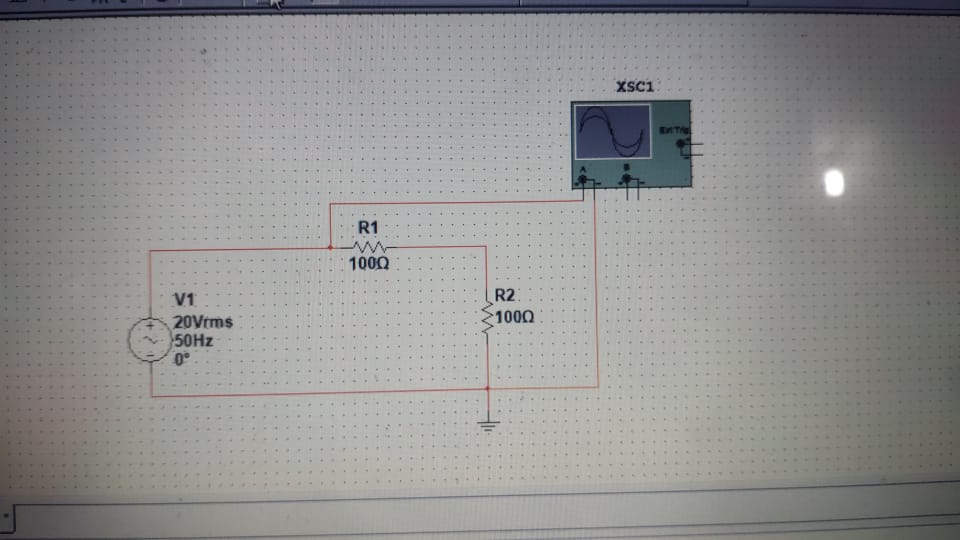 XSC1
Ext Trig
A
B
R1
100Ω
V1
20Vrms
50Hz
0°
R2
100Ω